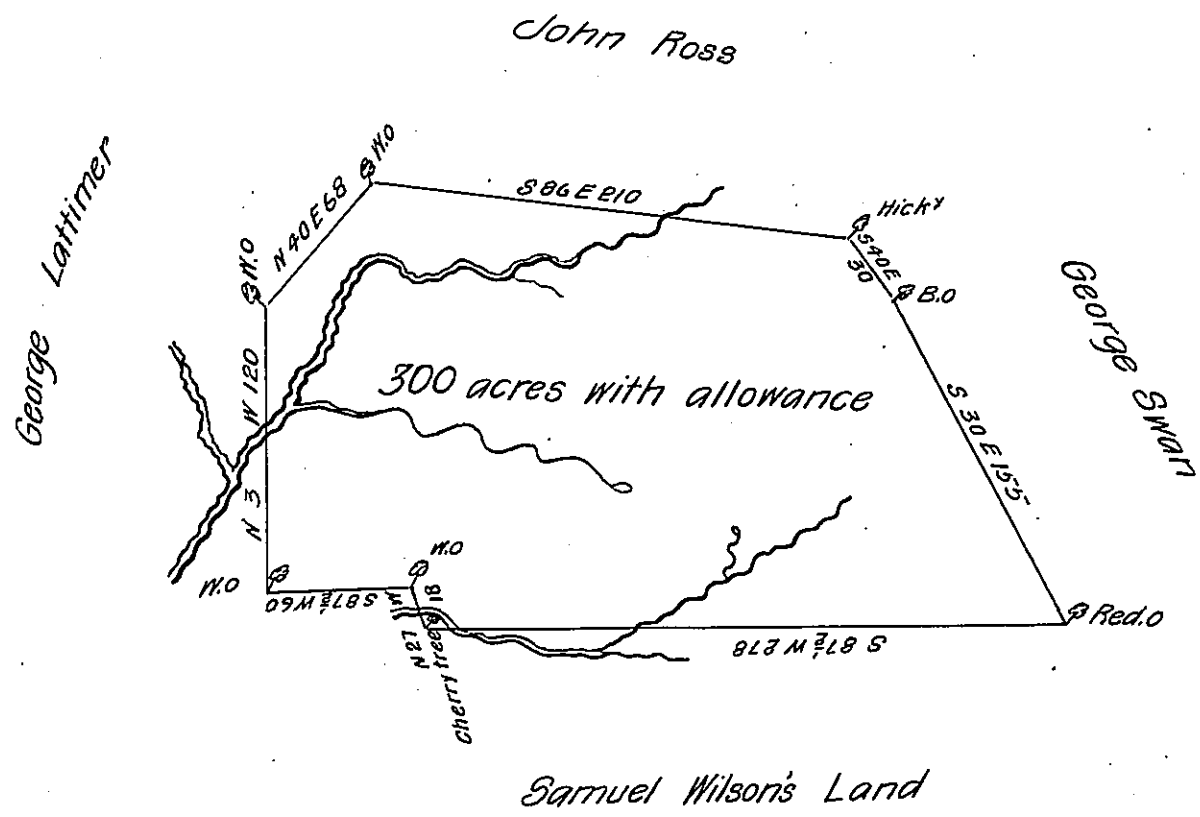 John Ross
George Lattimer
W.O
N 40 E 68
W.O
S 86 E 210
Hicky
S 40 E
30
B.O
George Swan
300 acres with allowance
N 3 W 120
S 30 E 155
W.O
S 87½ W 60
W.O
N 27 W 18
Cherry tree
S 87½ W 278
Red.O
Samuel Wilson's Land